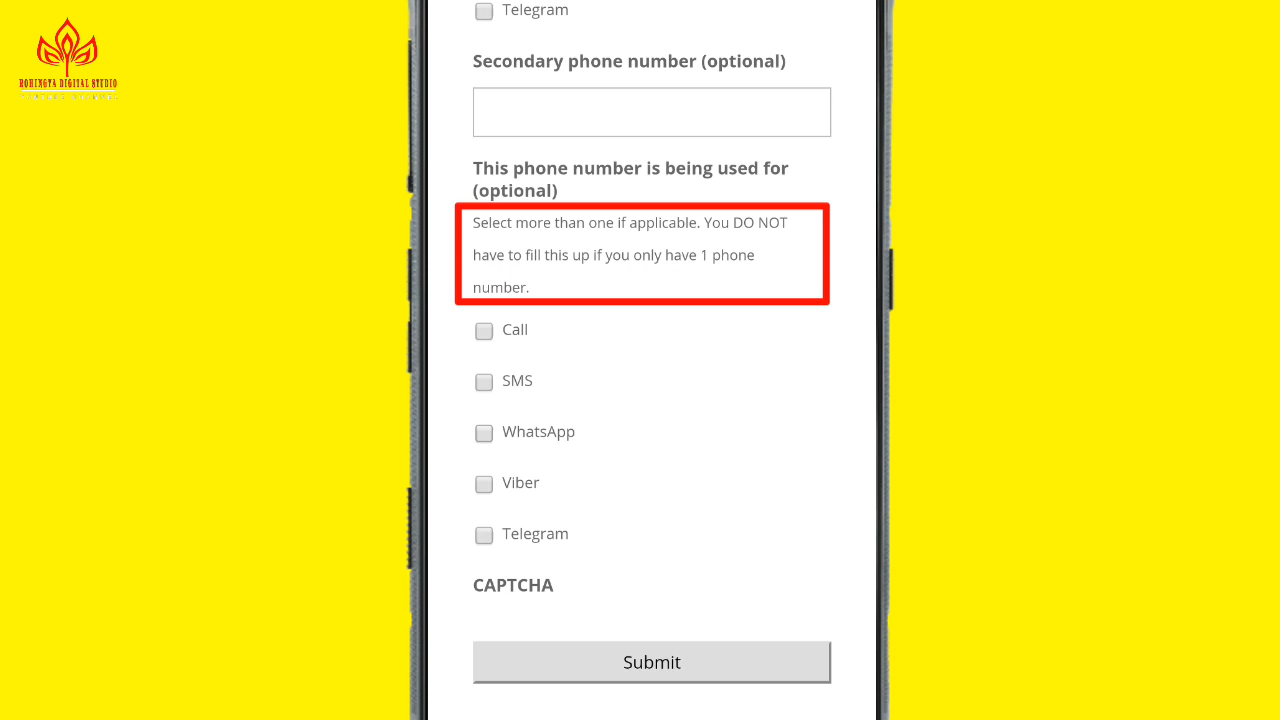 ROHINGYA DIGITAL STUDIO
Telegram
Secondary phone number (optional)
This phone number is being used for
(optional)
Select more than one if applicable. You DO NOT
have to fill this up if you only have 1 phone
number.
Call
SMS
WhatsApp
Viber
Telegram
CAPTCHA
Submit